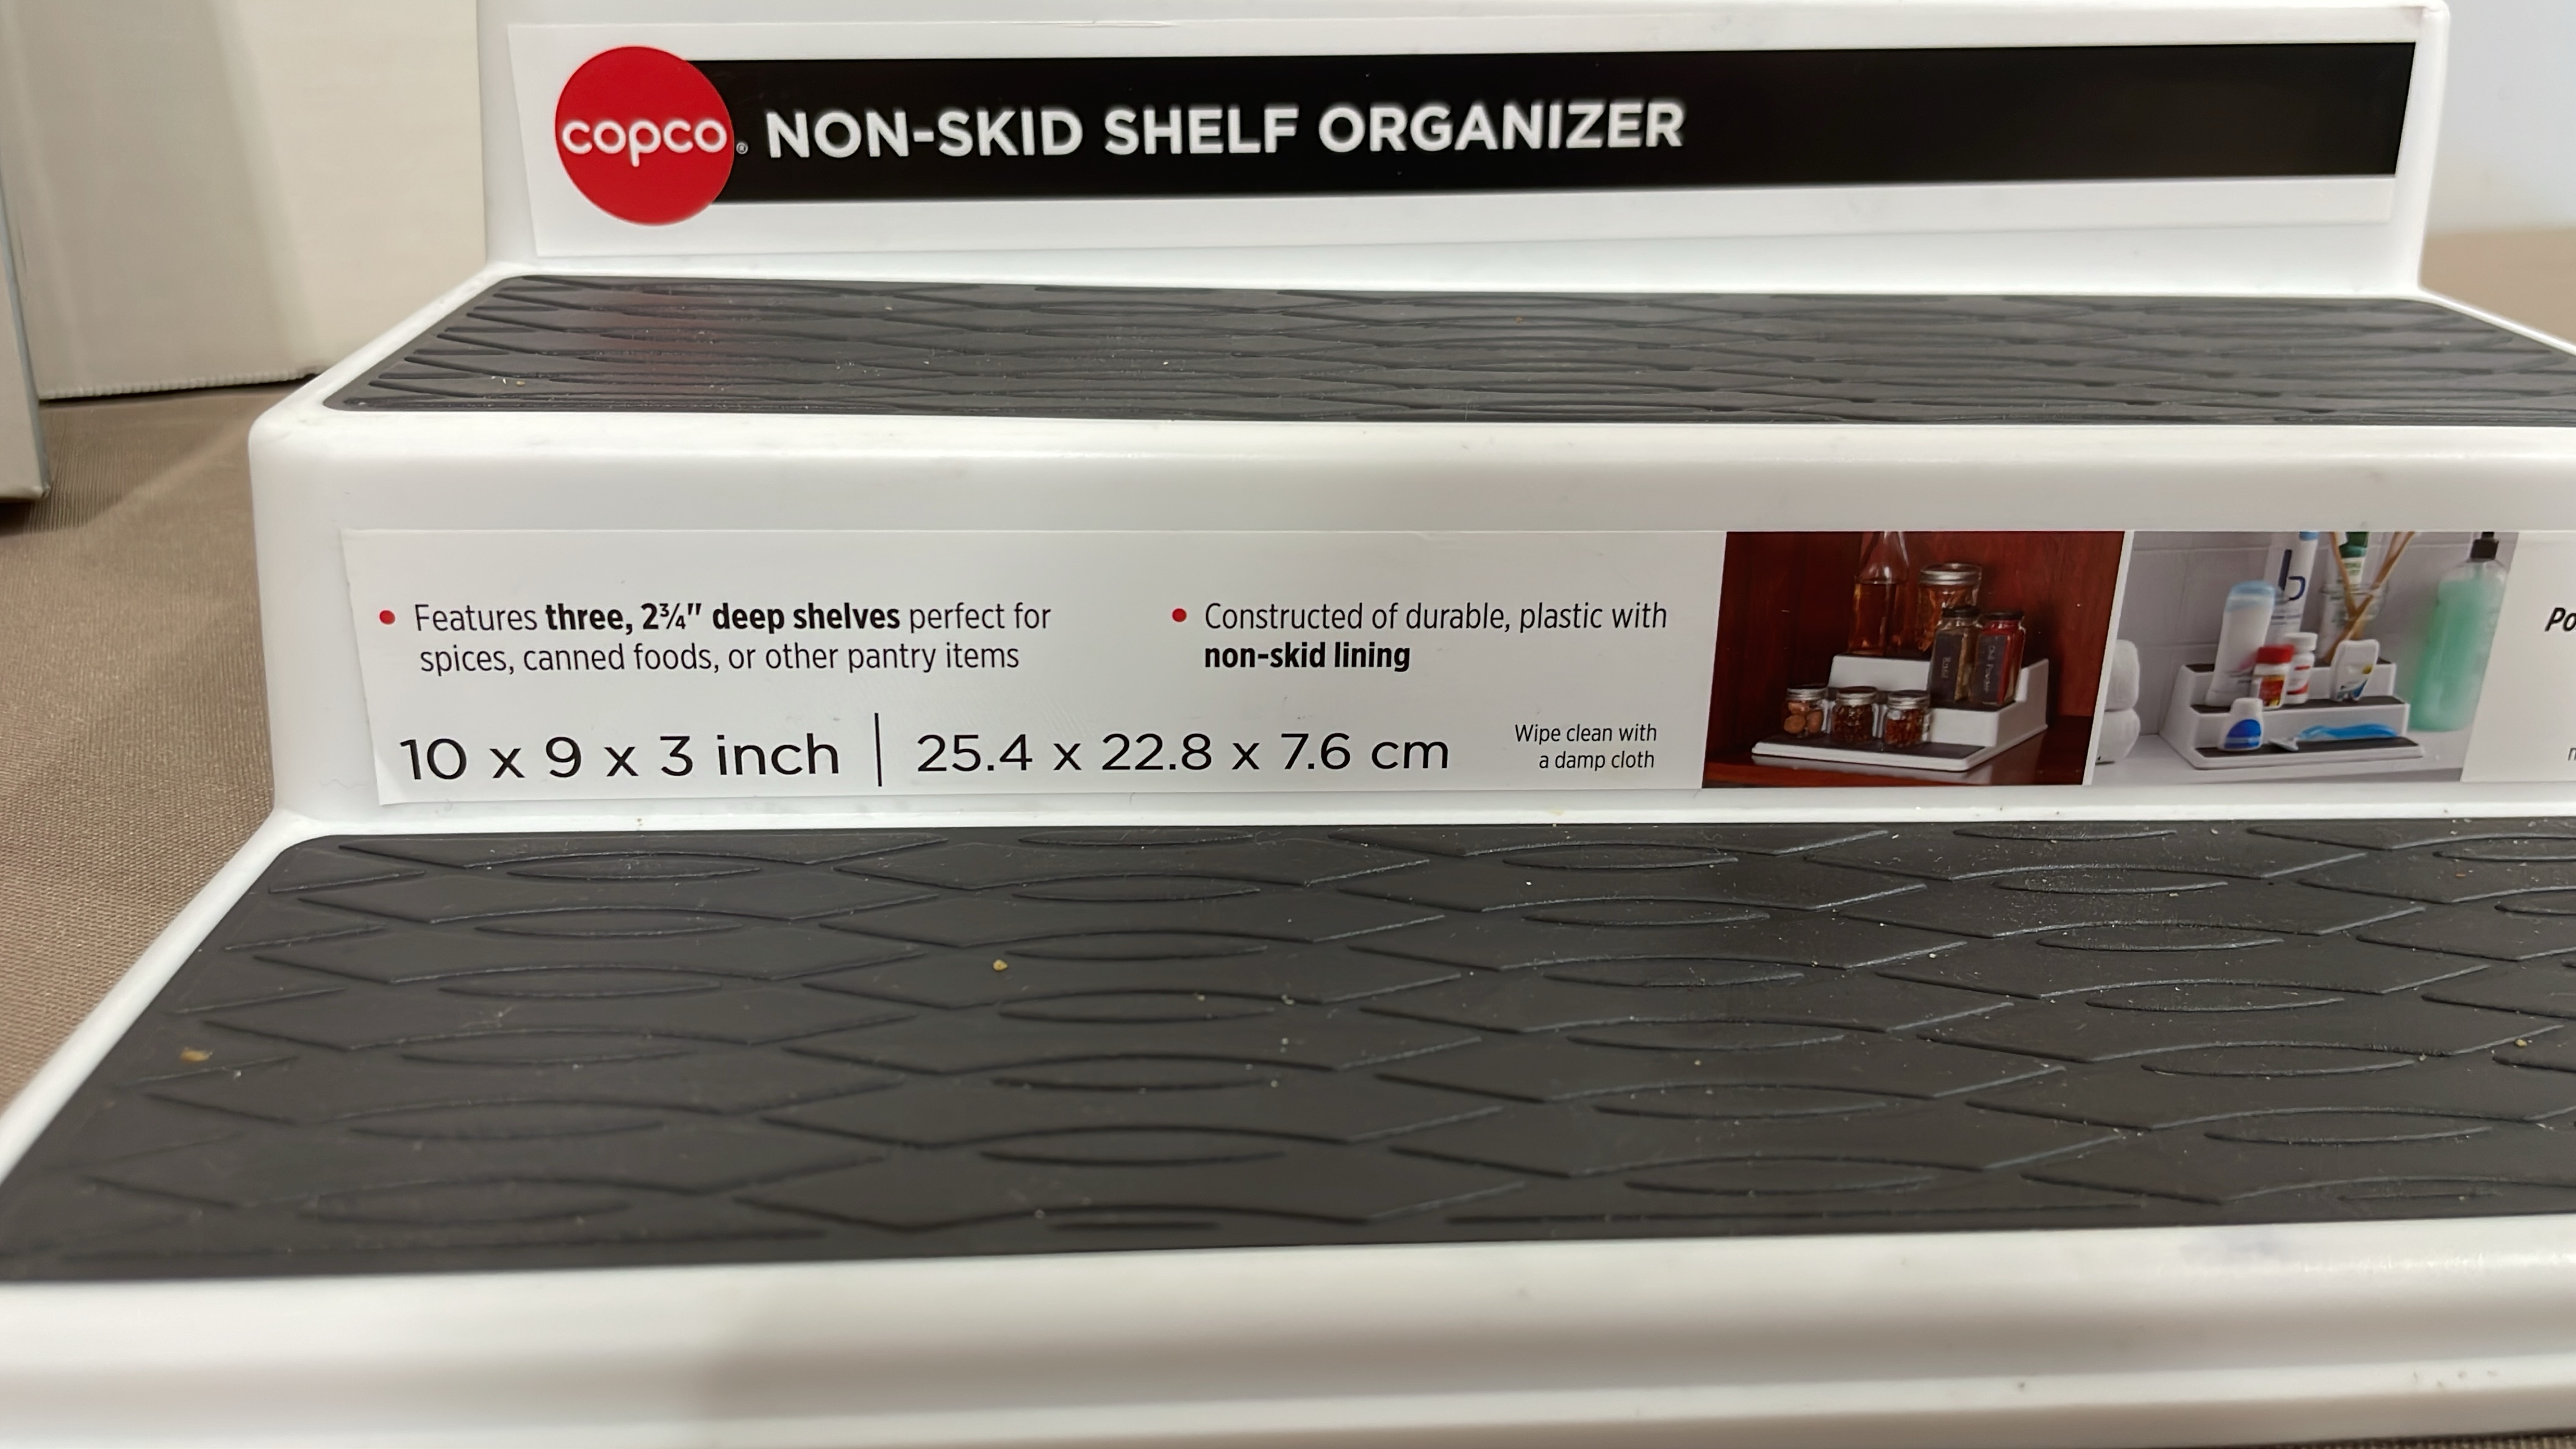 copco® NON-SKID SHELF ORGANIZER
• Features three, 2¾" deep shelves perfect for
spices, canned foods, or other pantry items
• Constructed of durable, plastic with
non-skid lining
10 x 9 x 3 inch | 25.4 x 22.8 x 7.6 cm
Wipe clean with
a damp cloth
b
Po